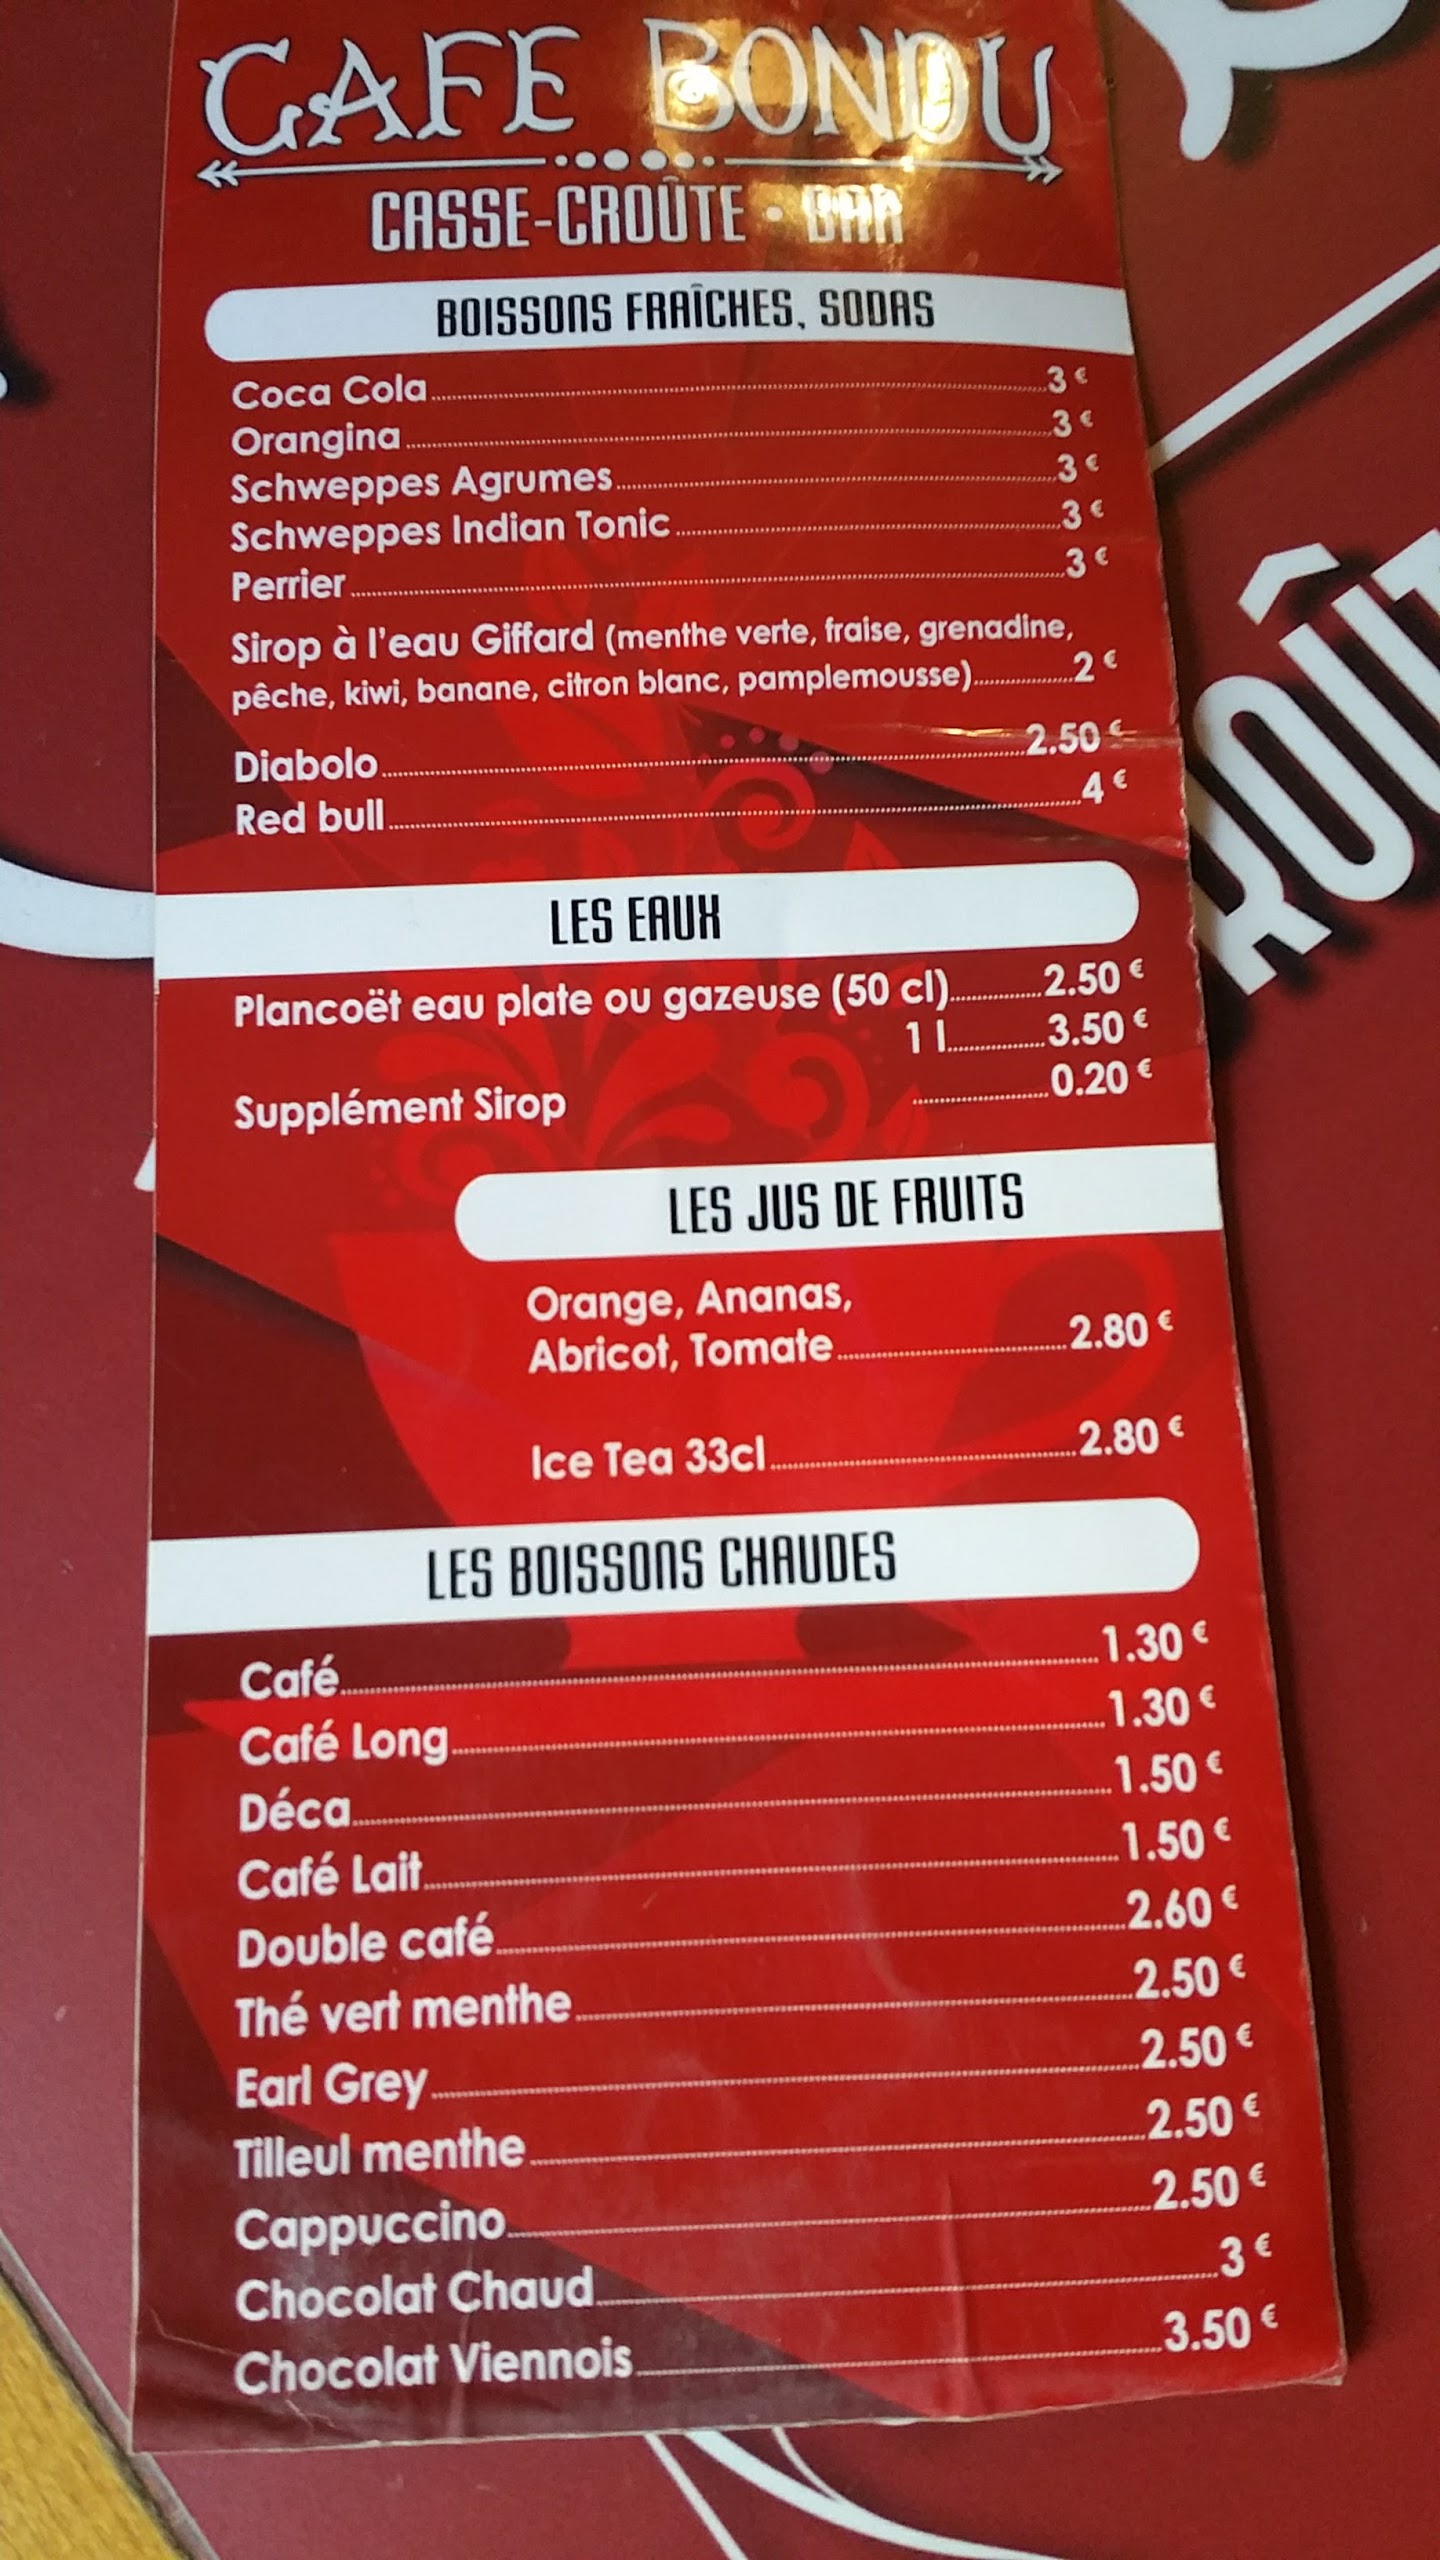 CAFE BONDU
CASSE-CROÛTE • BAR
BOISSONS FRAÎCHES, SODAS
Coca Cola 3 €
Orangina 3 €
Schweppes Agrumes 3 €
Schweppes Indian Tonic 3 €
Perrier 3 €
Sirop à l'eau Giffard (menthe verte, fraise, grenadine,
pêche, kiwi, banane, citron blanc, pamplemousse) 2 €
Diabolo 2.50 €
Red bull 4 €
LES EAUX
Plancoët eau plate ou gazeuse (50 cl) 2.50 €
1 l 3.50 €
Supplément Sirop 0.20 €
LES JUS DE FRUITS
Orange, Ananas,
Abricot, Tomate 2.80 €
Ice Tea 33cl 2.80 €
LES BOISSONS CHAUDES
Café 1.30 €
Café Long 1.30 €
Déca 1.50 €
Café Lait 1.50 €
Double café 2.60 €
Thé vert menthe 2.50 €
Earl Grey 2.50 €
Tilleul menthe 2.50 €
Cappuccino 2.50 €
Chocolat Chaud 3 €
Chocolat Viennois 3.50 €